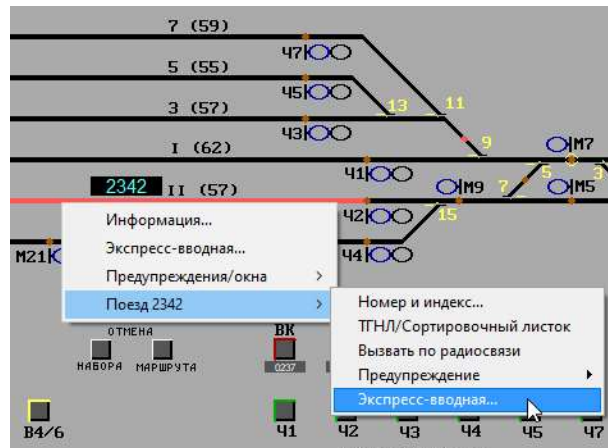 7 (59)
Ч7
5 (55)
Ч5
13
11
3 (57)
Ч3
9
I (62)
М7
Ч1
5
3
2342 II (57)
М9
7
М5
Ч2
15
Информация...
Экспресс-вводная...
М21
Ч4
Предупреждения/окна
Поезд 2342
Номер и индекс...
ТГНЛ/Сортировочный листок
Вызвать по радиосвязи
Предупреждение
Экспресс-вводная...
ОТМЕНА
ВК
НАБОРА МАРШРУТА
0237
В4/6
Ч1
Ч2
Ч3
Ч4
Ч5
Ч7